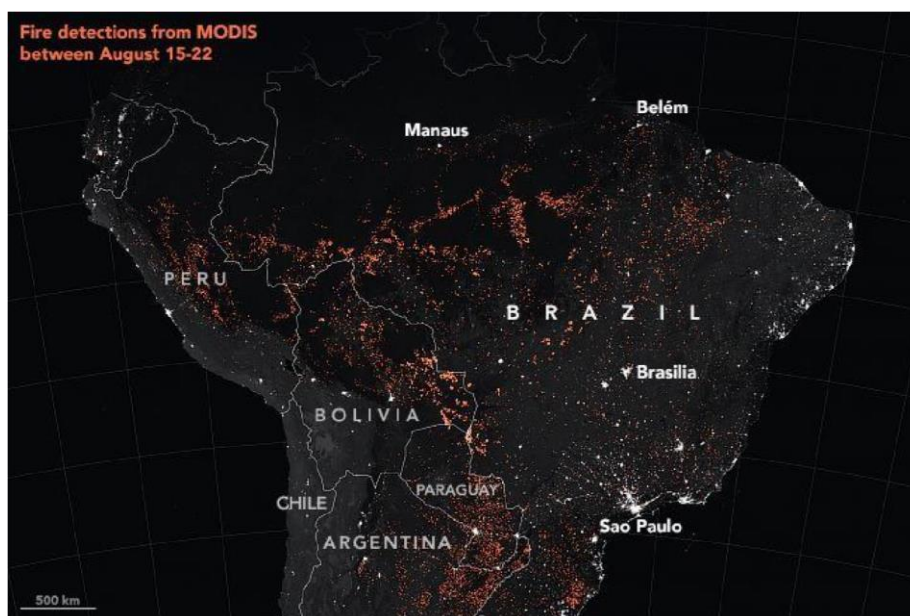 Fire detections from MODIS
between August 15-22
Belém
Manaus
PERU
BRAZIL
Brasilia
BOLIVIA
PARAGUAY
CHILE
Sao Paulo
ARGENTINA
500 km